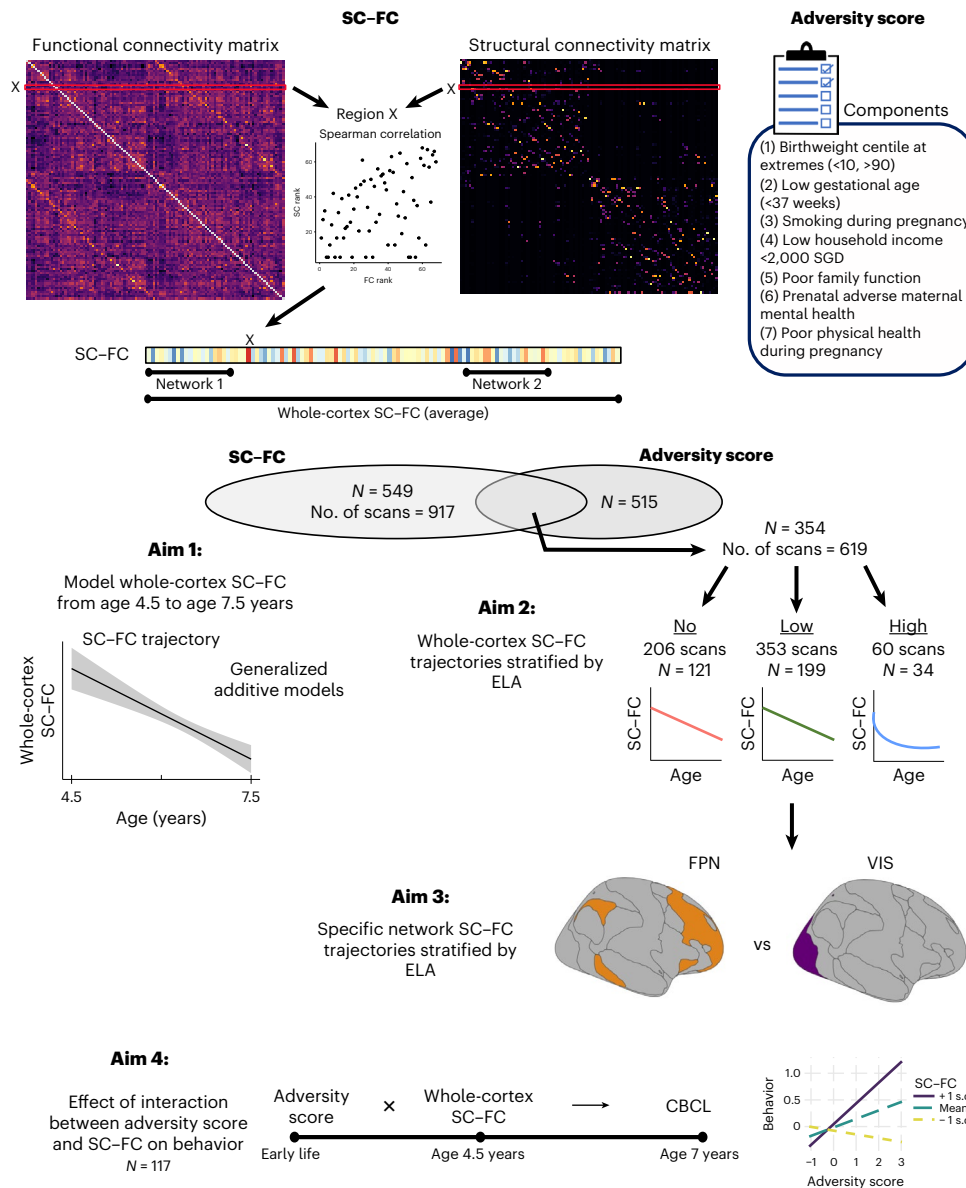 SC–FC
Functional connectivity matrix
Structural connectivity matrix
X
X
Region X
Spearman correlation
SC rank
60
40
20
0
20
40
60
FC rank
X
SC–FC
Network 1
Network 2
Whole-cortex SC–FC (average)
Adversity score
Components
(1) Birthweight centile at
extremes (<10, >90)
(2) Low gestational age
(<37 weeks)
(3) Smoking during pregnancy
(4) Low household income
<2,000 SGD
(5) Poor family function
(6) Prenatal adverse maternal
mental health
(7) Poor physical health
during pregnancy
SC–FC
Adversity score
N = 549
No. of scans = 917
N = 515
N = 354
No. of scans = 619
Aim 1:
Model whole-cortex SC–FC
from age 4.5 to age 7.5 years
SC–FC trajectory
Generalized
additive models
Whole-cortex
SC–FC
4.5
7.5
Age (years)
Aim 2:
Whole-cortex SC–FC
trajectories stratified by
ELA
No
206 scans
N = 121
SC–FC
Age
Low
353 scans
N = 199
SC–FC
Age
High
60 scans
N = 34
SC–FC
Age
Aim 3:
Specific network SC–FC
trajectories stratified by
ELA
FPN
vs
VIS
Aim 4:
Effect of interaction
between adversity score
and SC–FC on behavior
N = 117
Adversity
score
×
Whole-cortex
SC–FC
CBCL
Early life
Age 4.5 years
Age 7 years
Behavior
1.0
0.5
0
–1
0
1
2
3
Adversity score
SC–FC
+ 1 s.d
Mean
– 1 s.d